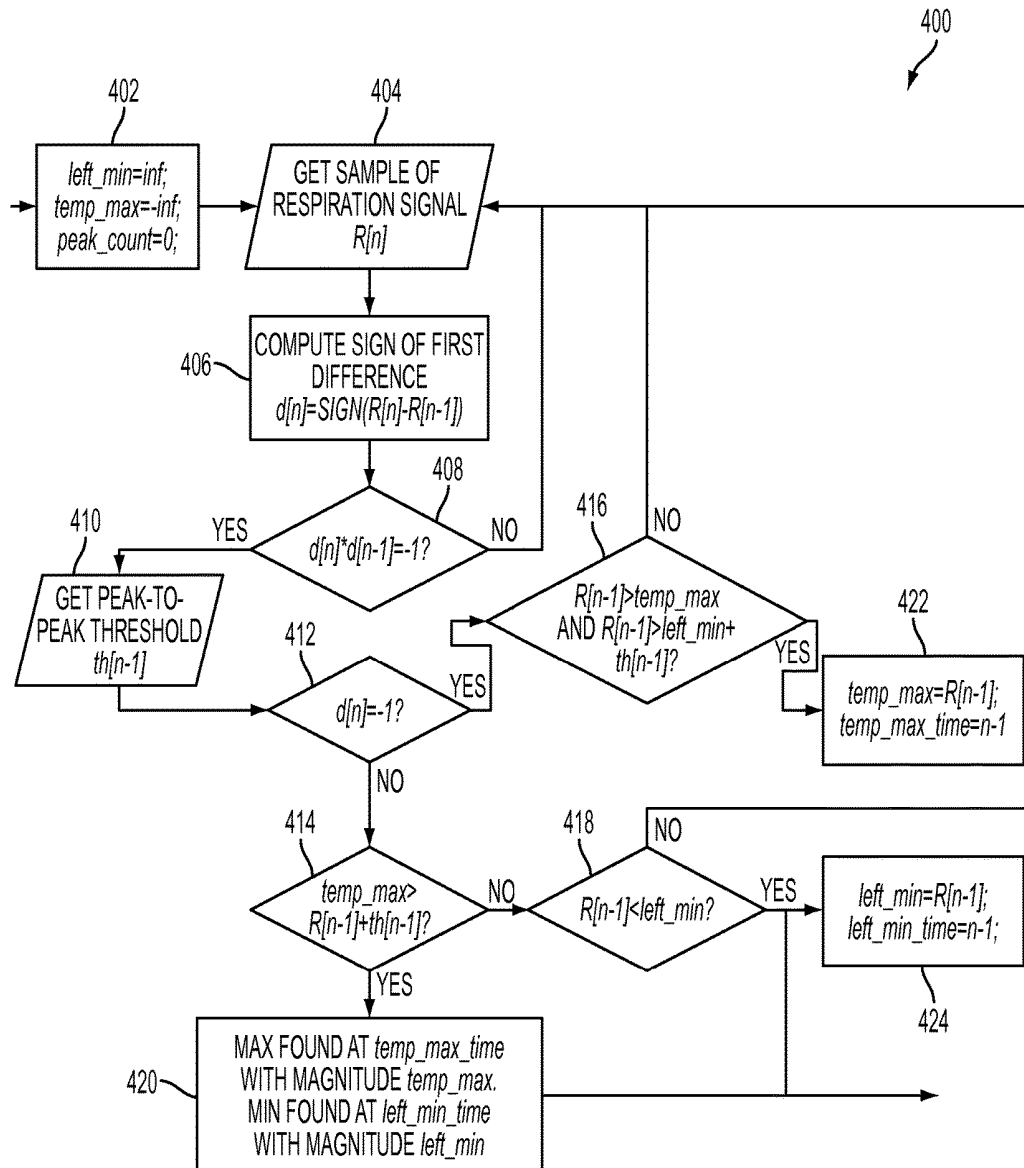 400
402
left_min=inf;
temp_max=-inf;
peak_count=0;
404
GET SAMPLE OF
RESPIRATION SIGNAL
R[n]
406
COMPUTE SIGN OF FIRST
DIFFERENCE
d[n]=SIGN(R[n]-R[n-1])
408
YES
d[n]*d[n-1]=-1?
NO
410
GET PEAK-TO-
PEAK THRESHOLD
th[n-1]
412
d[n]=-1?
YES
NO
416
NO
R[n-1]>temp_max
AND R[n-1]>left_min+
th[n-1]?
YES
422
temp_max=R[n-1];
temp_max_time=n-1
414
temp_max>
R[n-1]+th[n-1]?
NO
YES
418
NO
R[n-1]<left_min?
YES
left_min=R[n-1];
left_min_time=n-1;
424
420
MAX FOUND AT temp_max_time
WITH MAGNITUDE temp_max.
MIN FOUND AT left_min_time
WITH MAGNITUDE left_min